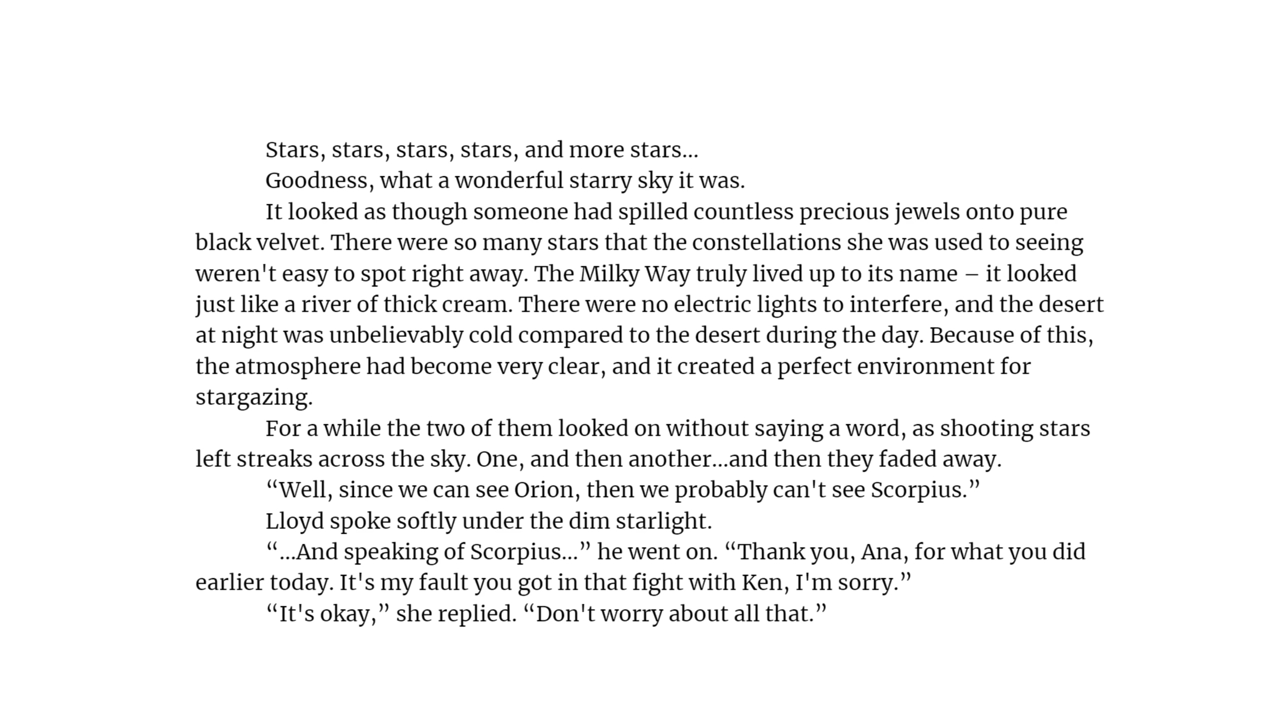 Stars, stars, stars, stars, and more stars...
Goodness, what a wonderful starry sky it was.
It looked as though someone had spilled countless precious jewels onto pure
black velvet. There were so many stars that the constellations she was used to seeing
weren't easy to spot right away. The Milky Way truly lived up to its name – it looked
just like a river of thick cream. There were no electric lights to interfere, and the desert
at night was unbelievably cold compared to the desert during the day. Because of this,
the atmosphere had become very clear, and it created a perfect environment for
stargazing.
For a while the two of them looked on without saying a word, as shooting stars
left streaks across the sky. One, and then another...and then they faded away.
“Well, since we can see Orion, then we probably can't see Scorpius.”
Lloyd spoke softly under the dim starlight.
“...And speaking of Scorpius...” he went on. “Thank you, Ana, for what you did
earlier today. It's my fault you got in that fight with Ken, I'm sorry.”
“It's okay,” she replied. “Don't worry about all that.”